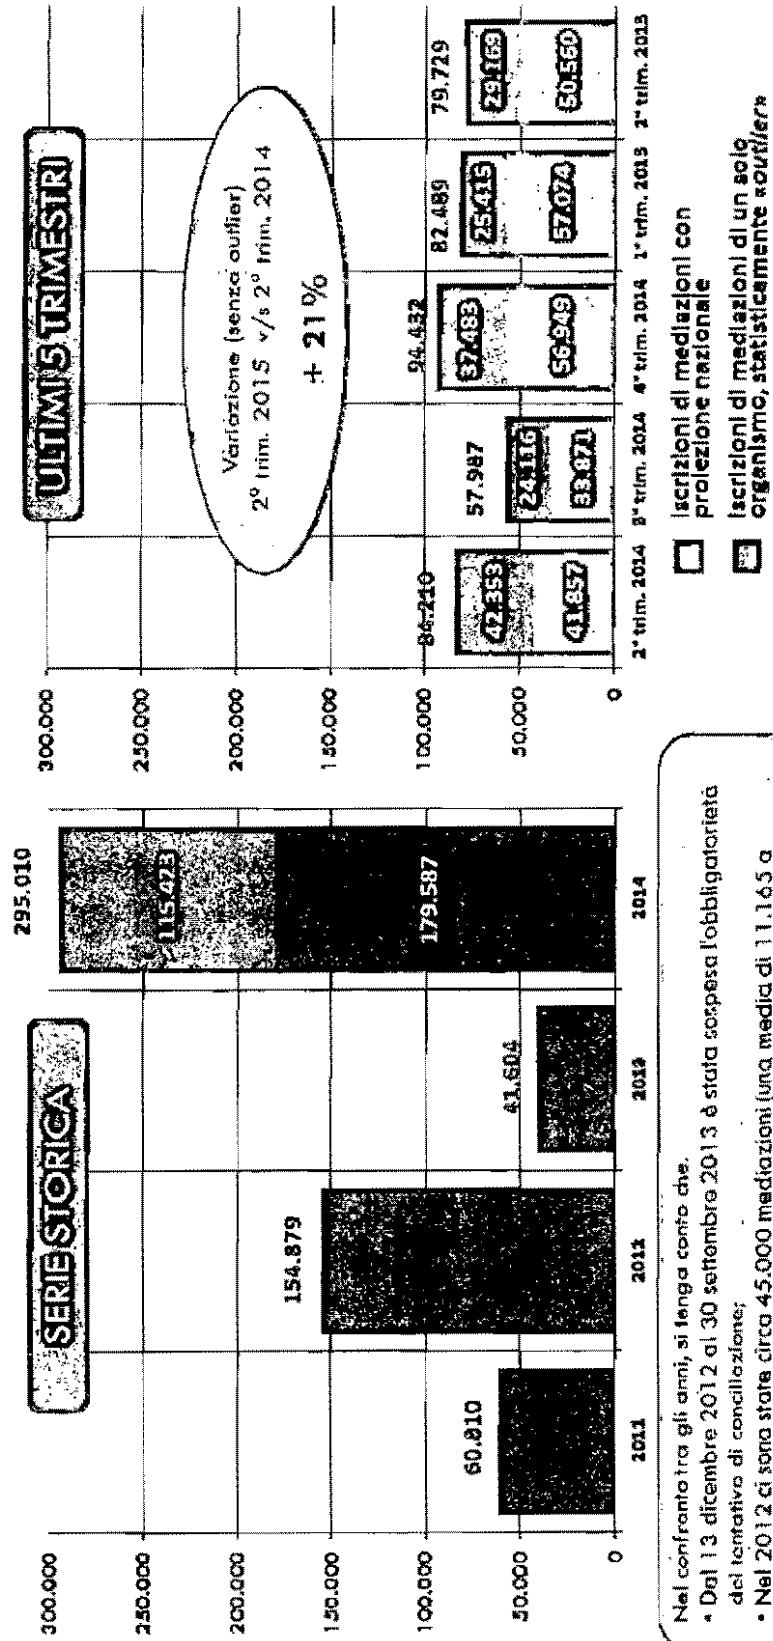 SERIE STORICA
300.000
250.000
200.000
150.000
100.000
50.000
0
60.810
154.879
41.604
295.010
115.423
179.587
2011
2012
2013
2014
ULTIMI 5 TRIMESTRI
300.000
250.000
200.000
150.000
100.000
50.000
0
Variazione (senza outlier)
2° trim. 2015 v/s 2° trim. 2014
+ 21%
84.210
57.987
94.432
82.489
79.729
42.353
24.116
37.483
25.415
29.169
41.857
33.871
56.949
57.074
50.560
2° trim. 2014
3° trim. 2014
4° trim. 2014
1° trim. 2015
2° trim. 2015
Iscrizioni di mediazioni con
proiezione nazionale
Iscrizioni di mediazioni di un solo
organismo, statisticamente «outlier»
Nel confronto tra gli anni, si tenga conto che.
• Dal 13 dicembre 2012 al 30 settembre 2013 è stata sospesa l'obbligatorietà
del tentativo di conciliazione;
• Nel 2012 ci sono state circa 45.000 mediazioni (una media di 11.165 a